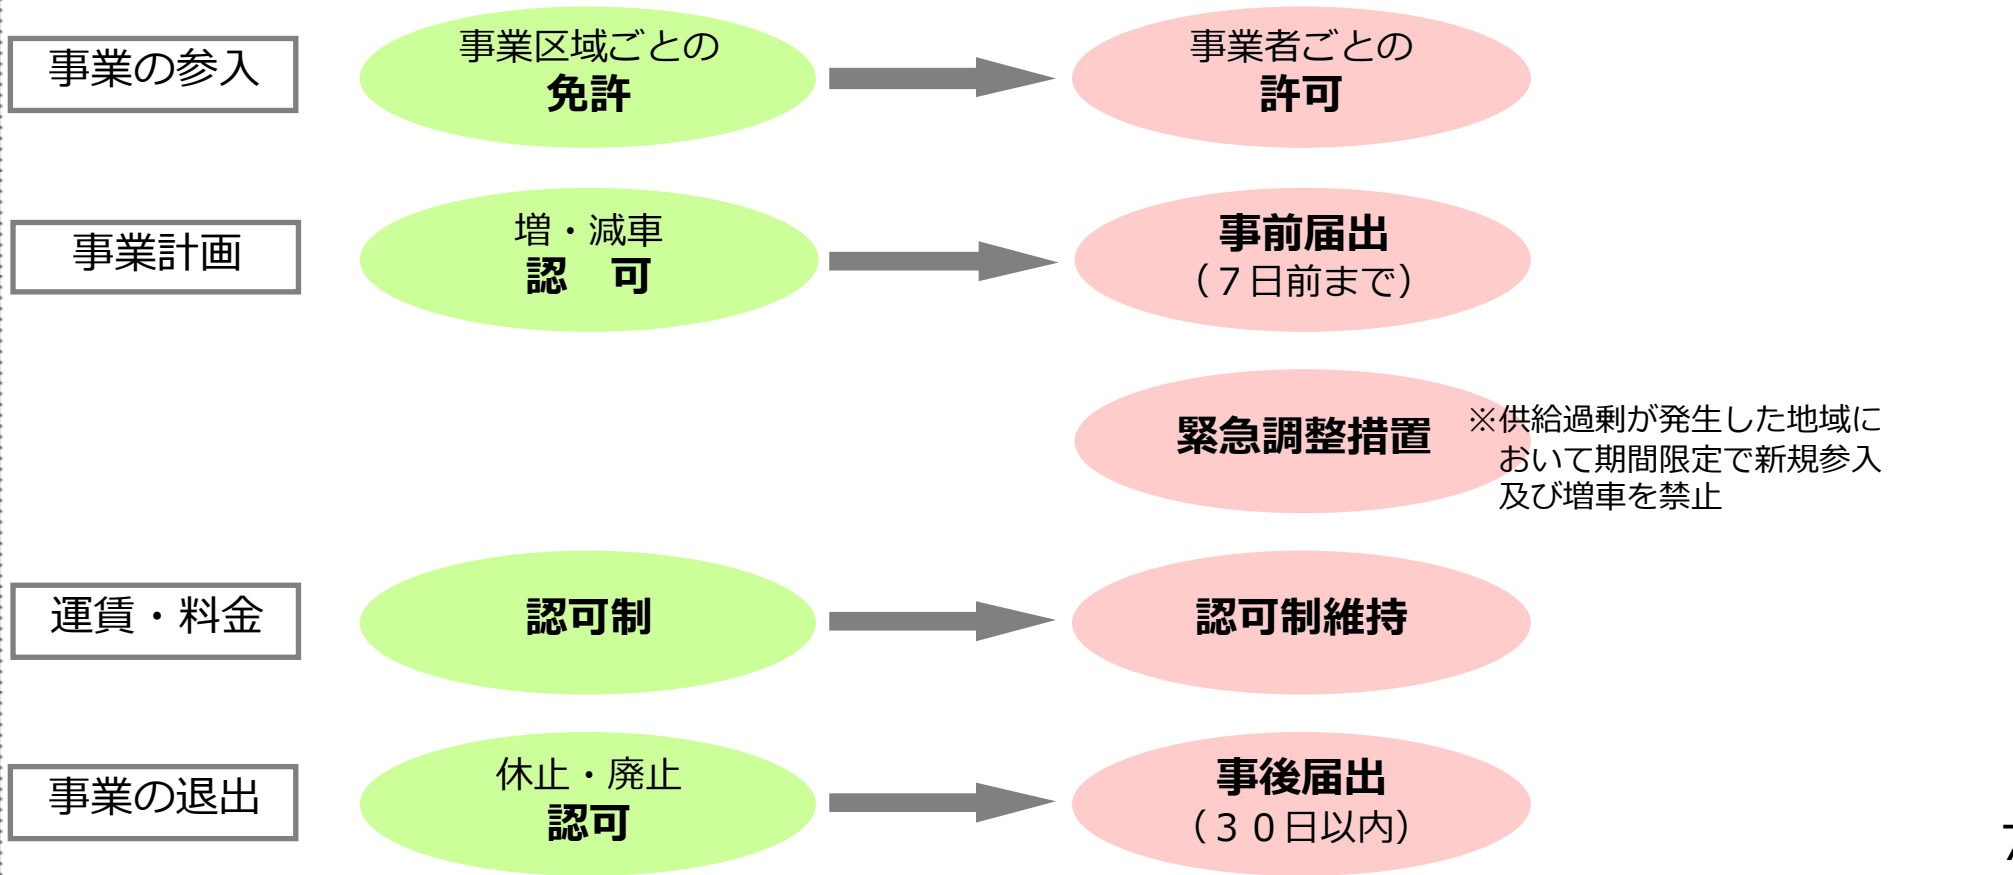 事業の参入
事業区域ごとの
免許
事業者ごとの
許可
事業計画
増・減車
認　可
事前届出
（７日前まで）
緊急調整措置
※供給過剰が発生した地域に
おいて期間限定で新規参入
及び増車を禁止
運賃・料金
認可制
認可制維持
事業の退出
休止・廃止
認可
事後届出
（３０日以内）